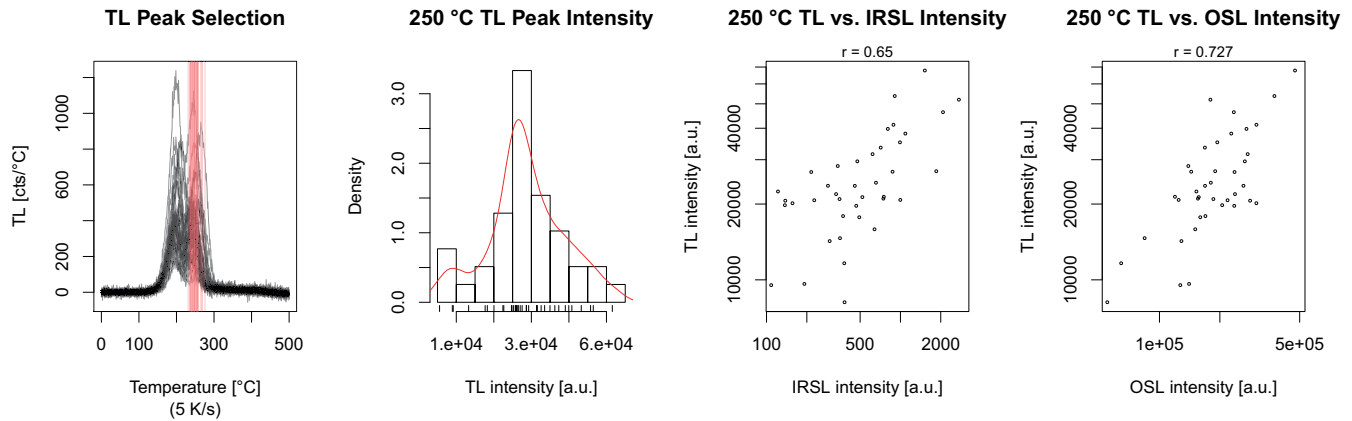 TL Peak Selection
TL [cts/°C]
0
200
600
1000
0
100
300
500
Temperature [°C]
(5 K/s)
250 °C TL Peak Intensity
Density
0.0
1.0
2.0
3.0
1.e+04
3.e+04
6.e+04
TL intensity [a.u.]
250 °C TL vs. IRSL Intensity
r = 0.65
TL intensity [a.u.]
10000
20000
40000
100
500
2000
IRSL intensity [a.u.]
250 °C TL vs. OSL Intensity
r = 0.727
TL intensity [a.u.]
10000
20000
40000
1e+05
5e+05
OSL intensity [a.u.]